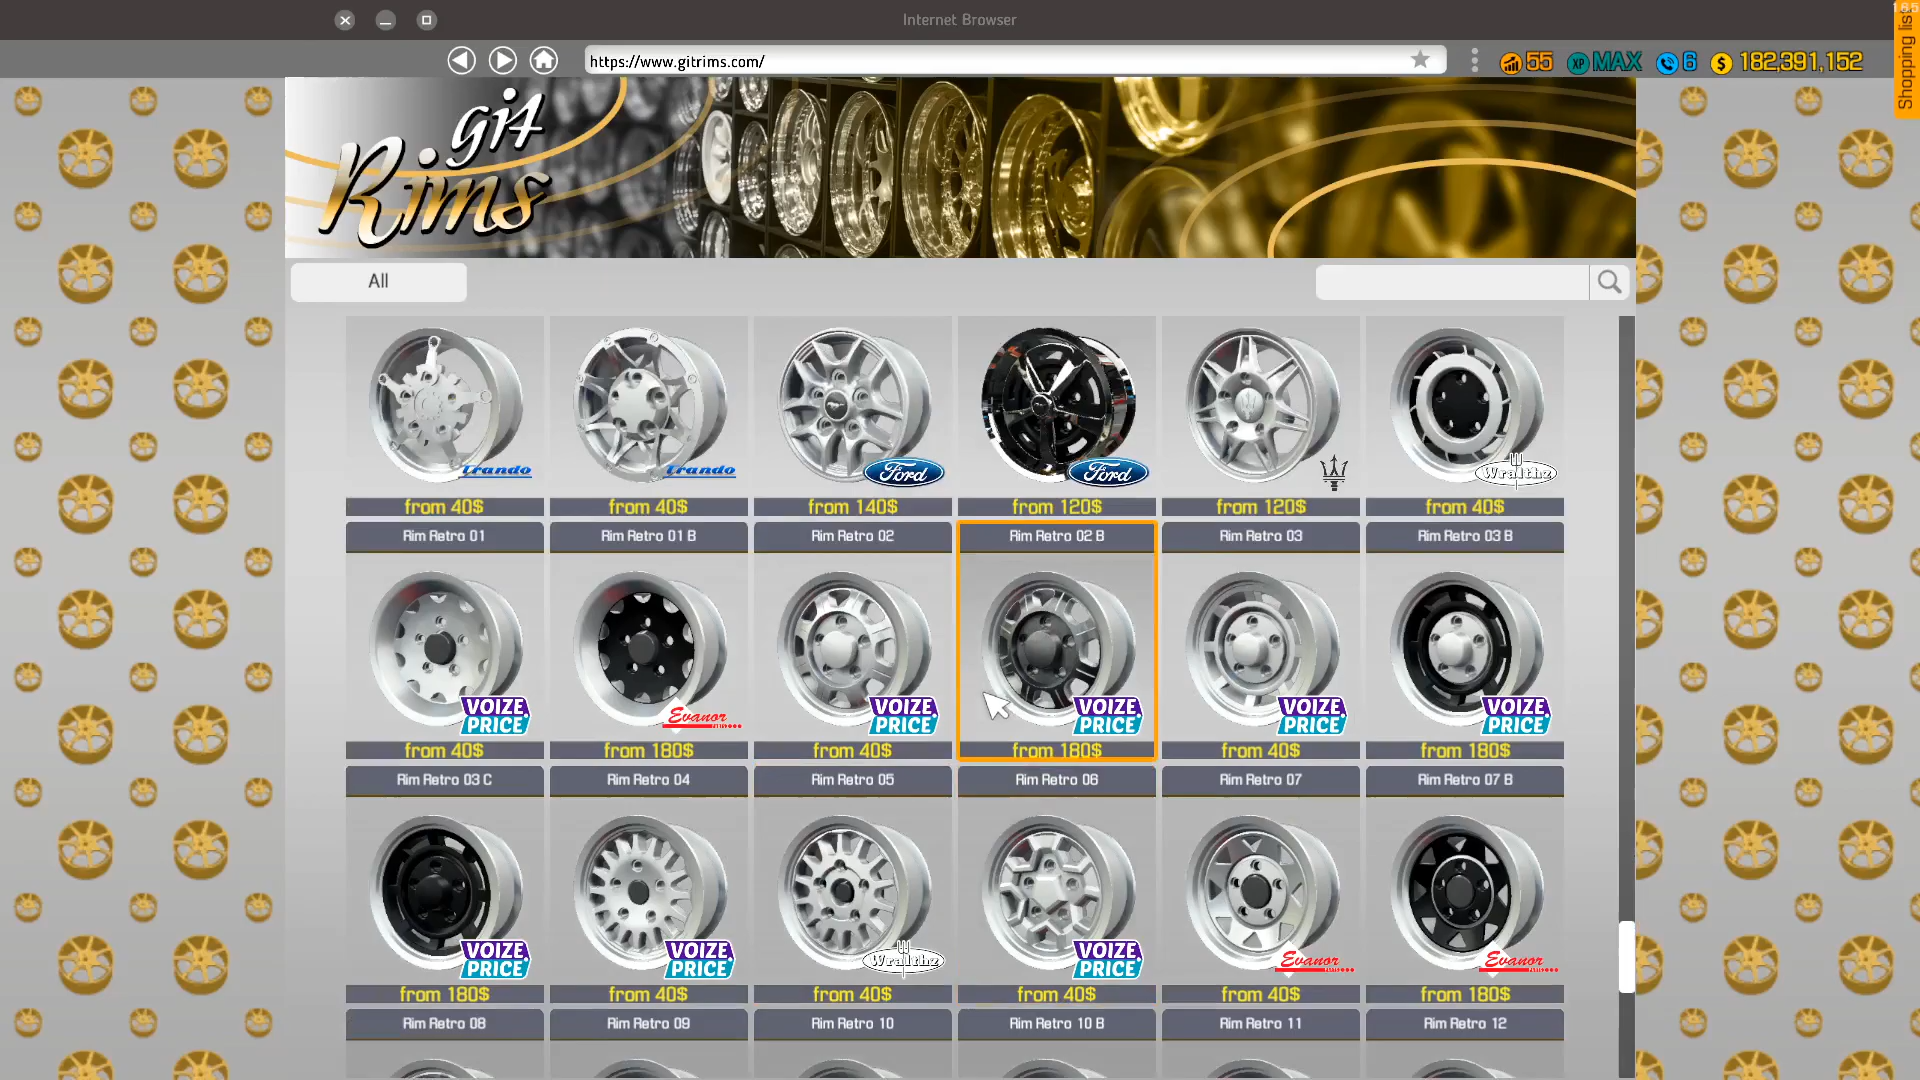 Internet Browser
1.6.5
https://www.gitrims.com/
55 XP MAX 6 $ 182,391,152
Shopping list
git
Rims
All
Trando Trando Ford Ford Wraithz
from 40$ from 40$ from 140$ from 120$ from 120$ from 40$
Rim Retro 01 Rim Retro 01 B Rim Retro 02 Rim Retro 02 B Rim Retro 03 Rim Retro 03 B
VOIZE PRICE Evanor VOIZE PRICE VOIZE PRICE VOIZE PRICE VOIZE PRICE
from 40$ from 180$ from 40$ from 180$ from 40$ from 180$
Rim Retro 03 C Rim Retro 04 Rim Retro 05 Rim Retro 06 Rim Retro 07 Rim Retro 07 B
VOIZE PRICE VOIZE PRICE Wraithz VOIZE PRICE Evanor Evanor
from 180$ from 40$ from 40$ from 40$ from 40$ from 180$
Rim Retro 08 Rim Retro 09 Rim Retro 10 Rim Retro 10 B Rim Retro 11 Rim Retro 12